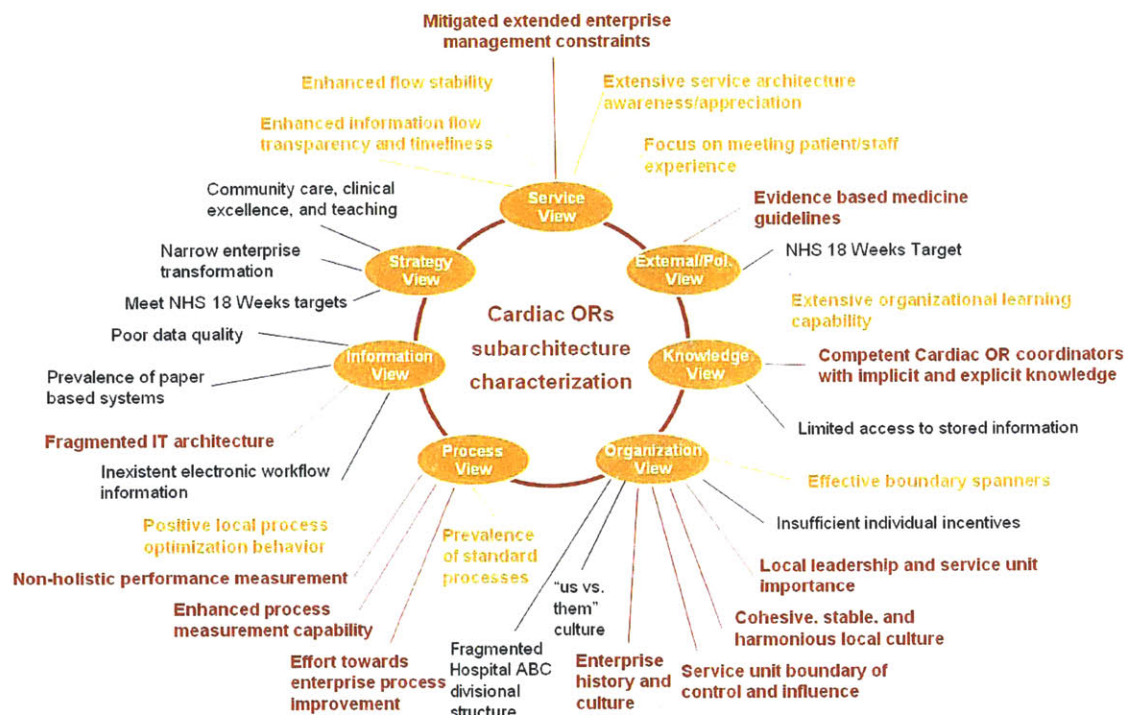 Mitigated extended enterprise
management constraints
Enhanced flow stability
Extensive service architecture
awareness/appreciation
Enhanced information flow
transparency and timeliness
Focus on meeting patient/staff
experience
Community care, clinical
excellence, and teaching
Service
View
Evidence based medicine
guidelines
Narrow enterprise
transformation
Strategy
View
External/Pol.
View
NHS 18 Weeks Target
Meet NHS 18 Weeks targets
Extensive organizational learning
capability
Cardiac ORs
subarchitecture
characterization
Poor data quality
Information
View
Knowledge
View
Competent Cardiac OR coordinators
with implicit and explicit knowledge
Prevalence of paper
based systems
Limited access to stored information
Fragmented IT architecture
Process
View
Organization
View
Inexistent electronic workflow
information
Effective boundary spanners
Insufficient individual incentives
Positive local process
optimization behavior
Prevalence
of standard
processes
Non-holistic performance measurement
Local leadership and service unit
importance
"us vs.
them"
culture
Enhanced process
measurement capability
Cohesive. stable. and
harmonious local culture
Fragmented
Hospital ABC
divisional
structure
Effort towards
enterprise process
improvement
Enterprise
history and
culture
Service unit boundary of
control and influence